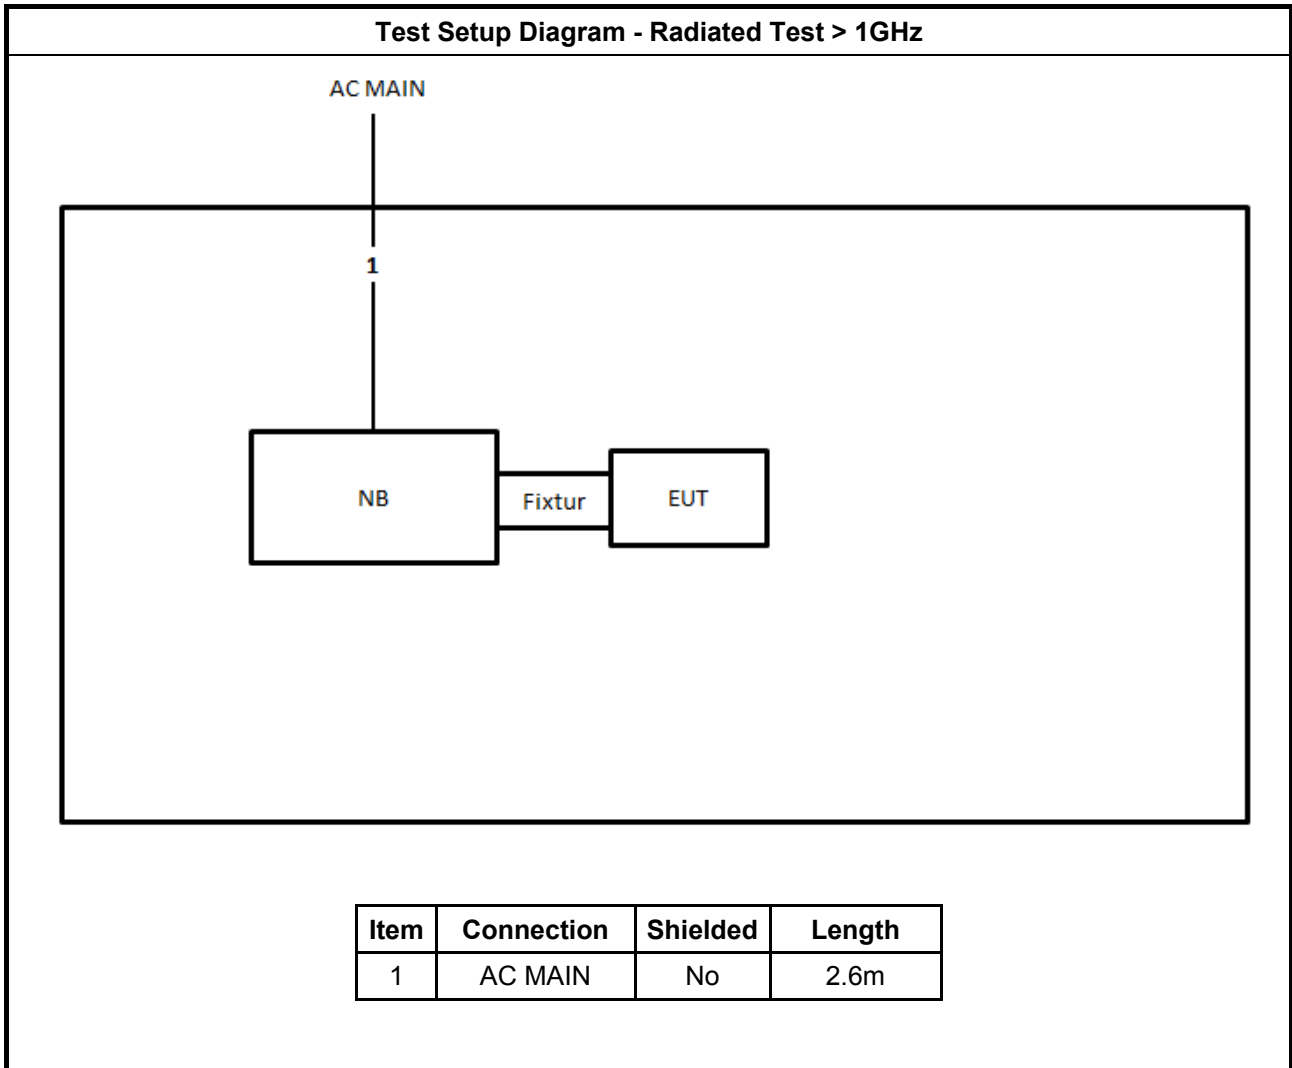 Test Setup Diagram - Radiated Test > 1GHz
AC MAIN
1
NB
Fixtur
EUT
Item Connection Shielded Length
1 AC MAIN No 2.6m